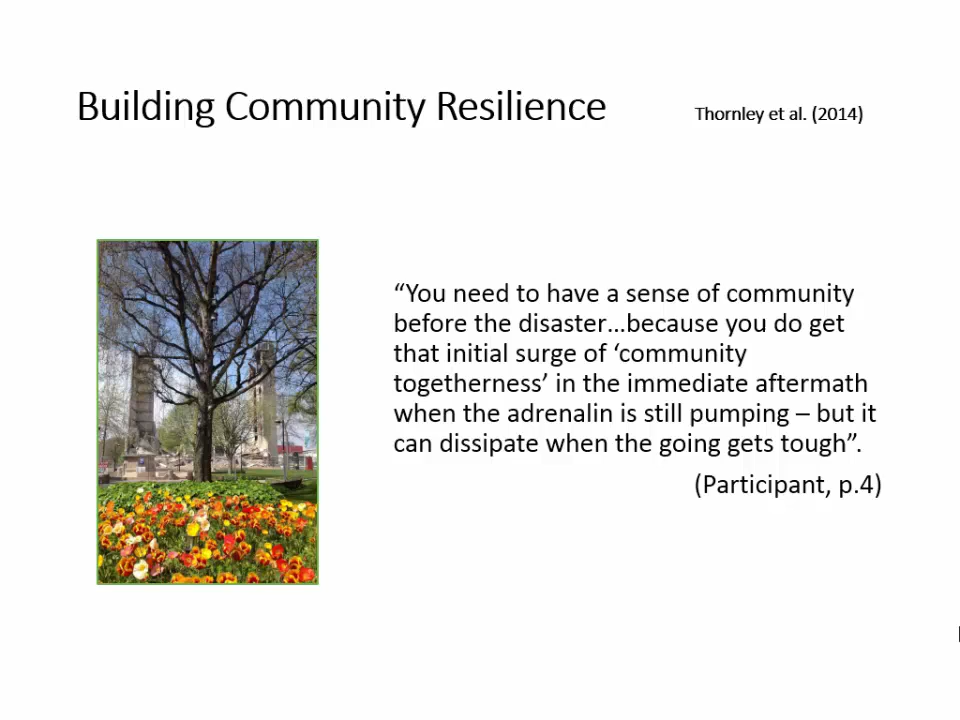 Building Community Resilience
Thornley et al. (2014)
“You need to have a sense of community
before the disaster…because you do get
that initial surge of ‘community
togetherness’ in the immediate aftermath
when the adrenalin is still pumping – but it
can dissipate when the going gets tough”.
(Participant, p.4)